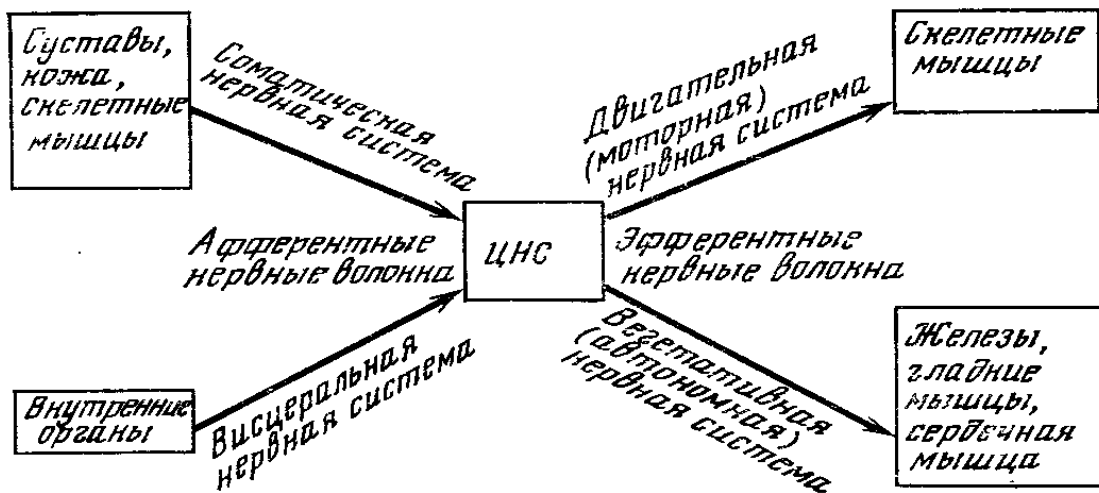 Суставы,
кожа,
скелетные
мышцы
Соматическая
нервная система
Двигательная
(моторная)
нервная система
Скелетные
мышцы
Афферентные
нервные волокна
ЦНС
Эфферентные
нервные волокна
Внутренние
органы
Висцеральная
нервная система
Вегетативная
(автономная)
нервная система
Железы,
гладкие
мышцы,
сердечная
мышца